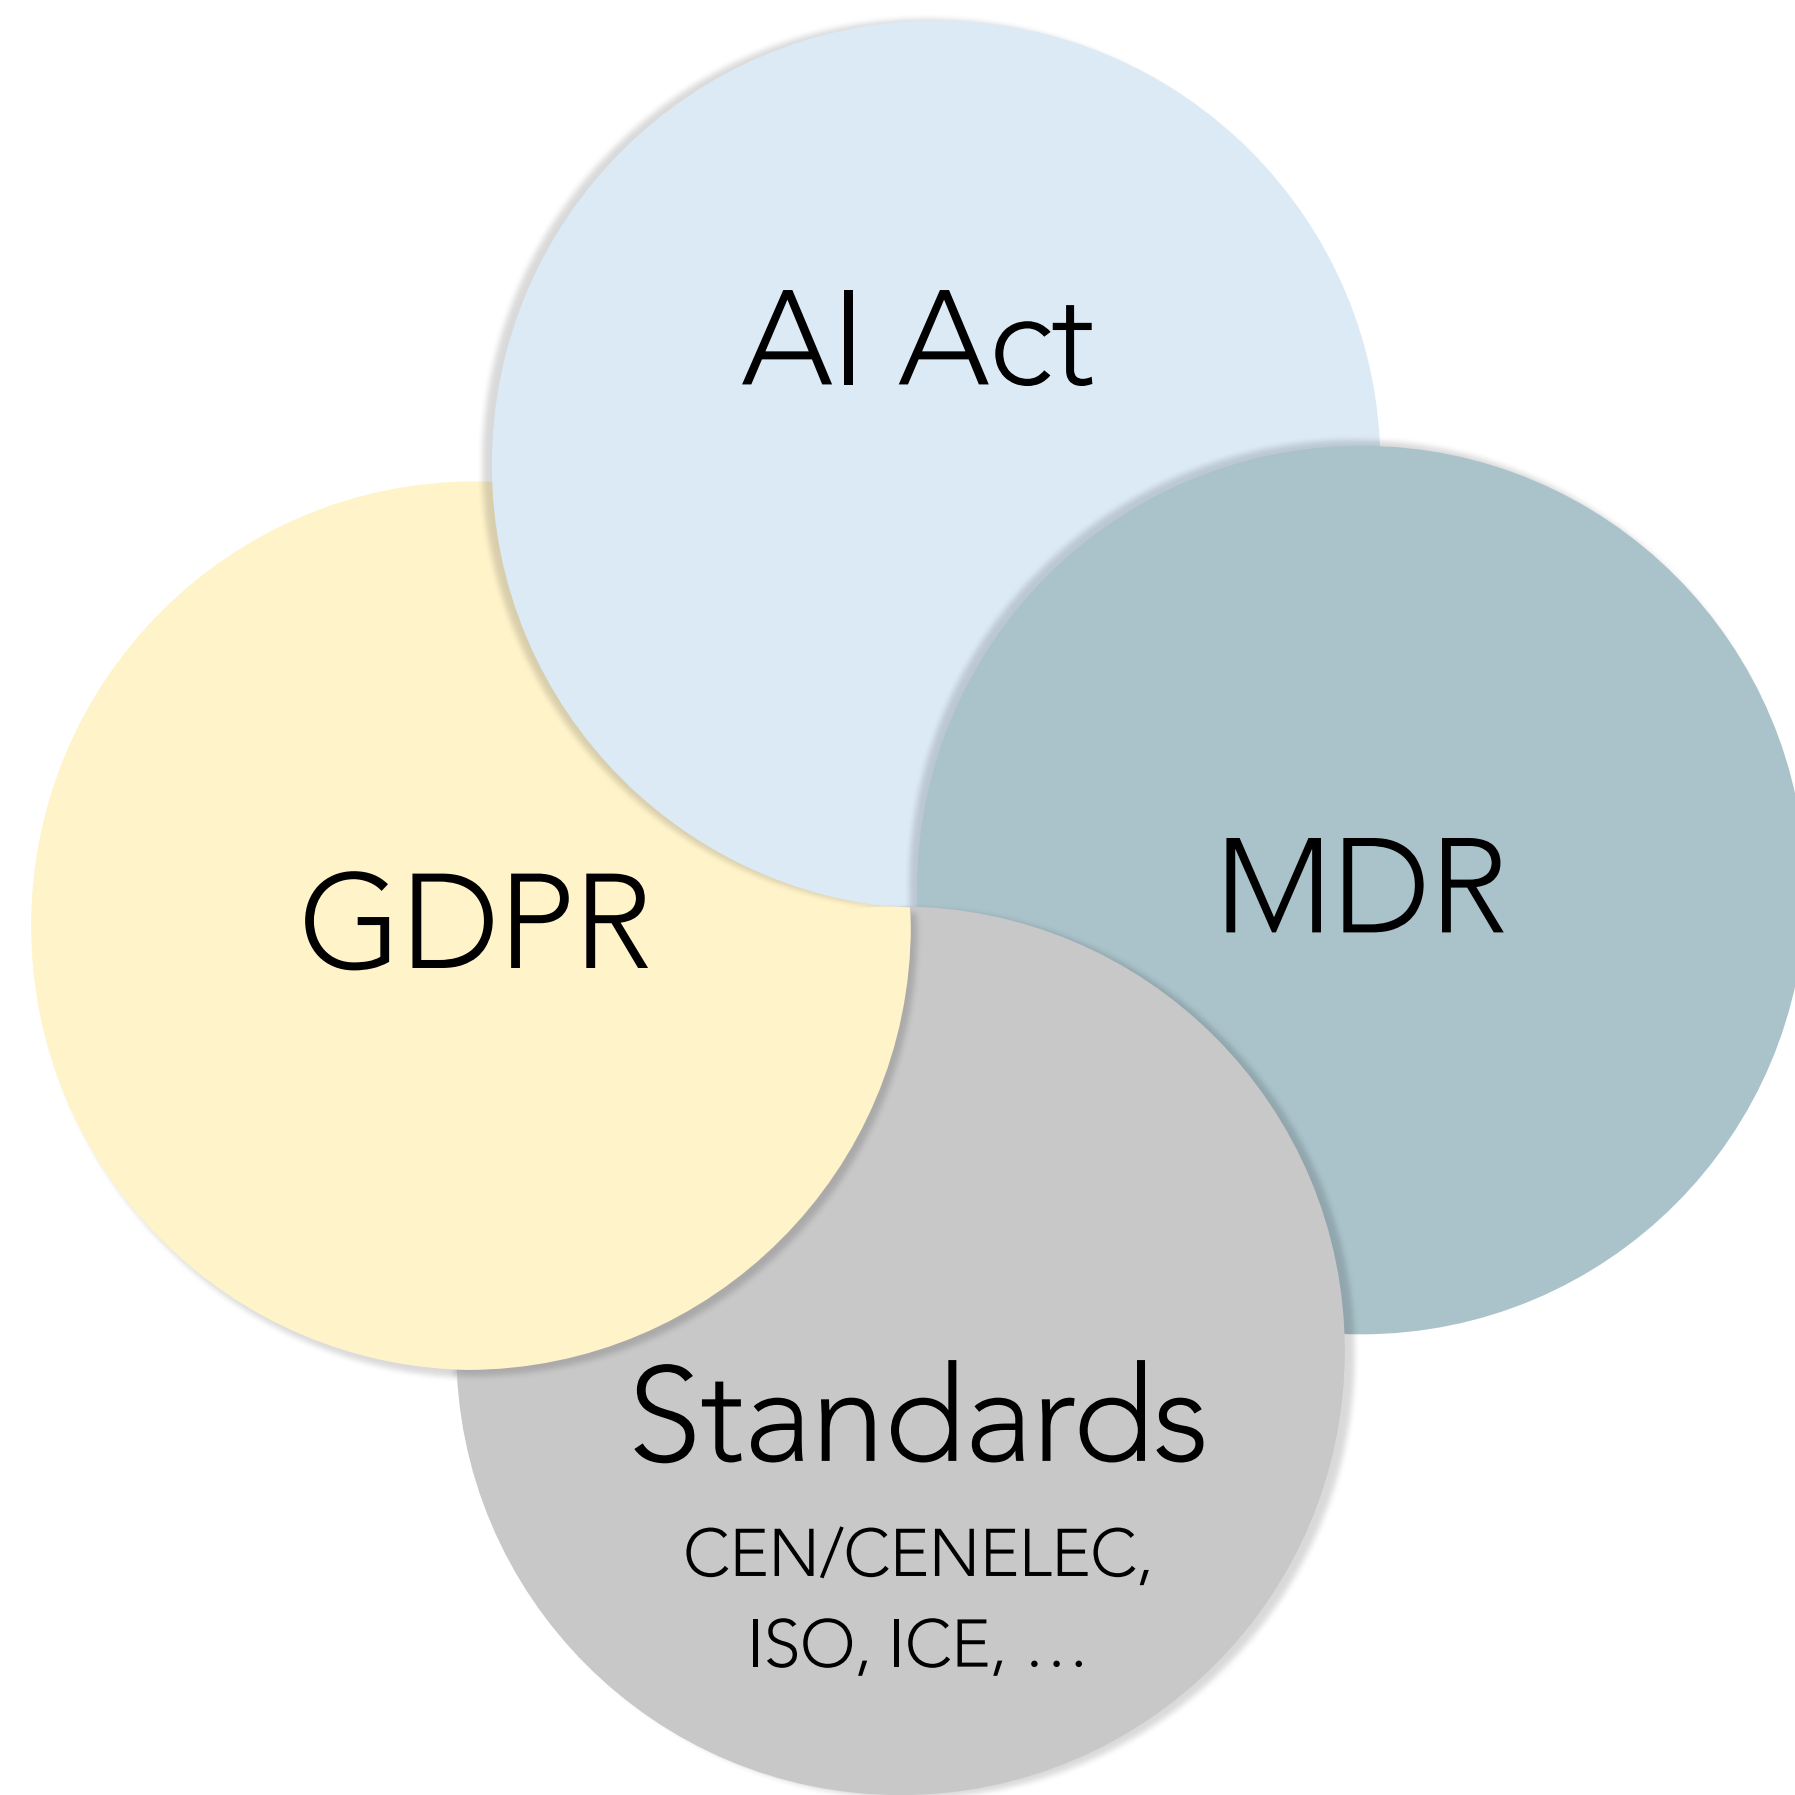 AI Act
GDPR
MDR
Standards
CEN/CENELEC,
ISO, ICE, …